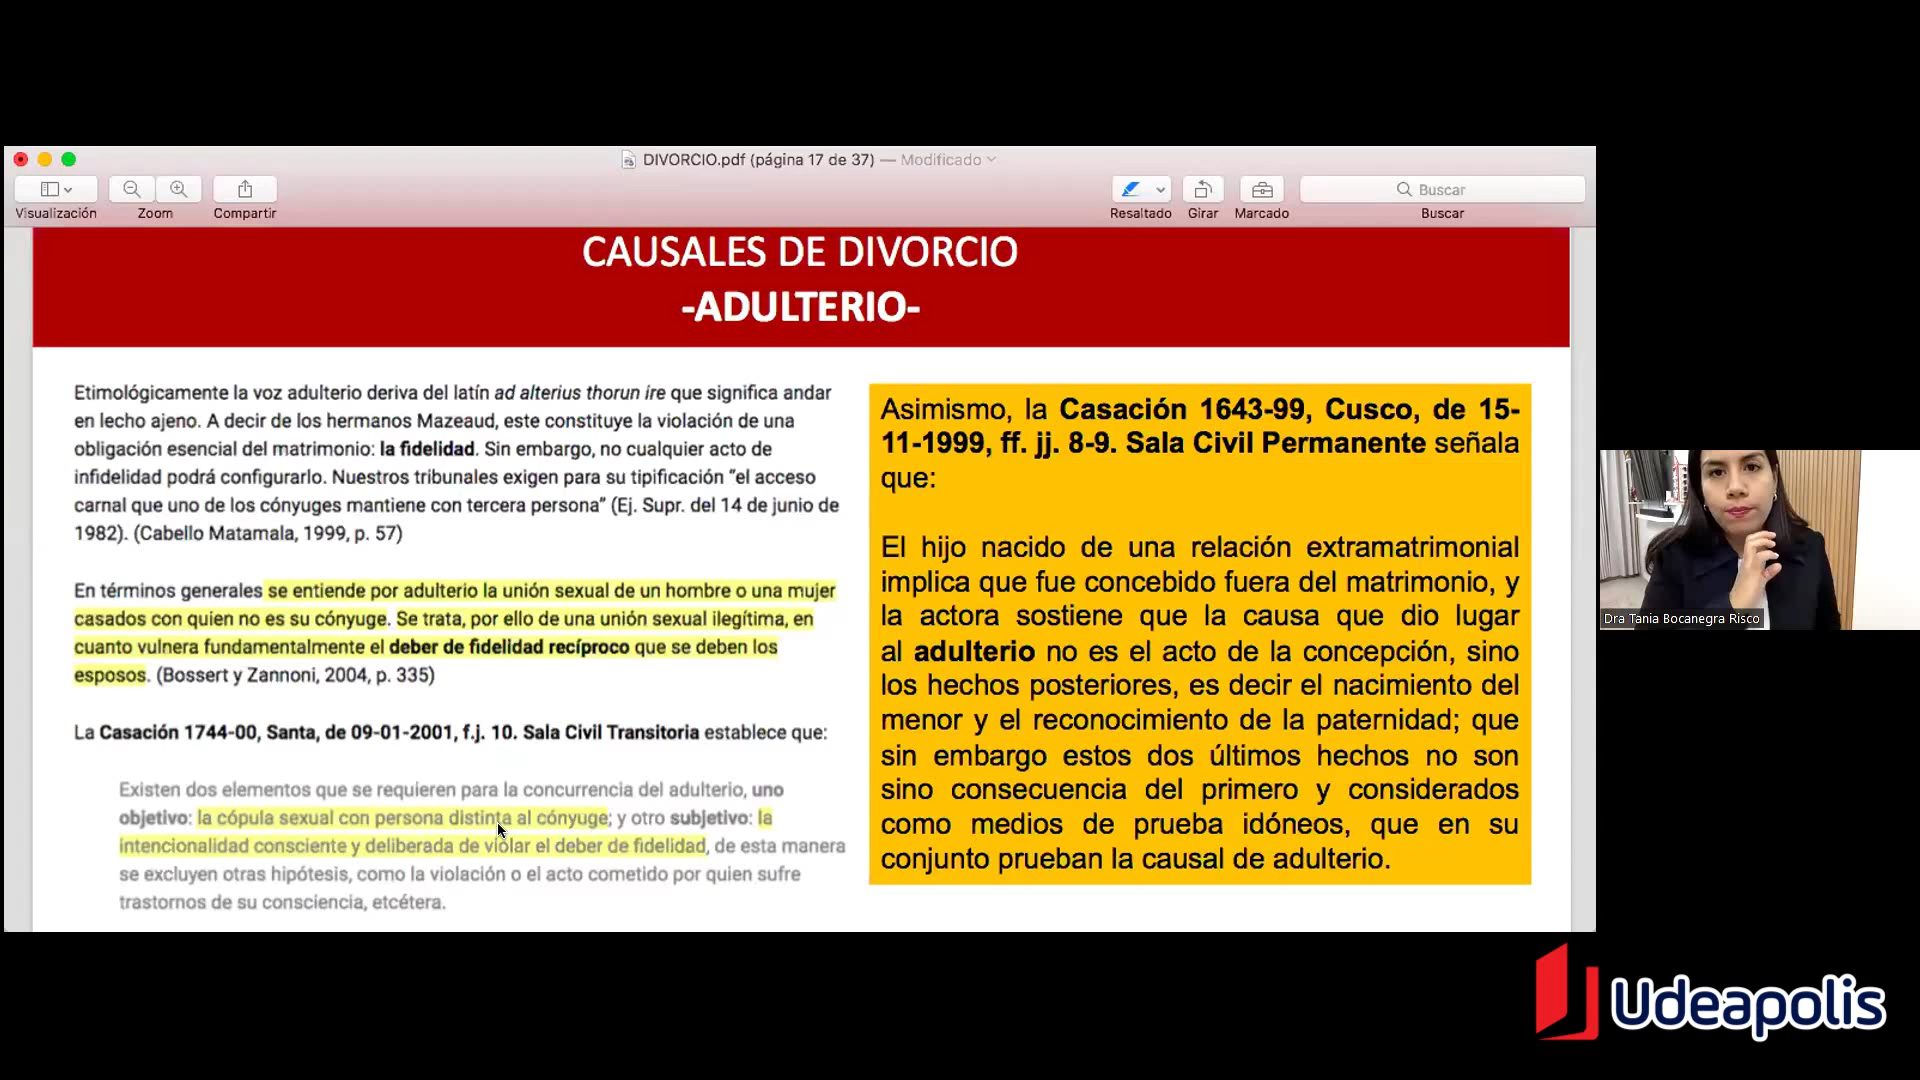 DIVORCIO.pdf (página 17 de 37) — Modificado
Visualización
Zoom
Compartir
Resaltado
Girar
Marcado
Buscar
Buscar
CAUSALES DE DIVORCIO
-ADULTERIO-
Etimológicamente la voz adulterio deriva del latín ad alterius thorun ire que significa andar
en lecho ajeno. A decir de los hermanos Mazeaud, este constituye la violación de una
obligación esencial del matrimonio: la fidelidad. Sin embargo, no cualquier acto de
infidelidad podrá configurarlo. Nuestros tribunales exigen para su tipificación “el acceso
carnal que uno de los cónyuges mantiene con tercera persona” (Ej. Supr. del 14 de junio de
1982). (Cabello Matamala, 1999, p. 57)
En términos generales se entiende por adulterio la unión sexual de un hombre o una mujer
casados con quien no es su cónyuge. Se trata, por ello de una unión sexual ilegítima, en
cuanto vulnera fundamentalmente el deber de fidelidad recíproco que se deben los
esposos. (Bossert y Zannoni, 2004, p. 335)
La Casación 1744-00, Santa, de 09-01-2001, f.j. 10. Sala Civil Transitoria establece que:
Existen dos elementos que se requieren para la concurrencia del adulterio, uno
objetivo: la cópula sexual con persona distinta al cónyuge; y otro subjetivo: la
intencionalidad consciente y deliberada de violar el deber de fidelidad, de esta manera
se excluyen otras hipótesis, como la violación o el acto cometido por quien sufre
trastornos de su consciencia, etcétera.
Asimismo, la Casación 1643-99, Cusco, de 15-
11-1999, ff. jj. 8-9. Sala Civil Permanente señala
que:
El hijo nacido de una relación extramatrimonial
implica que fue concebido fuera del matrimonio, y
la actora sostiene que la causa que dio lugar
al adulterio no es el acto de la concepción, sino
los hechos posteriores, es decir el nacimiento del
menor y el reconocimiento de la paternidad; que
sin embargo estos dos últimos hechos no son
sino consecuencia del primero y considerados
como medios de prueba idóneos, que en su
conjunto prueban la causal de adulterio.
Dra Tania Bocanegra Risco
Udeapolis